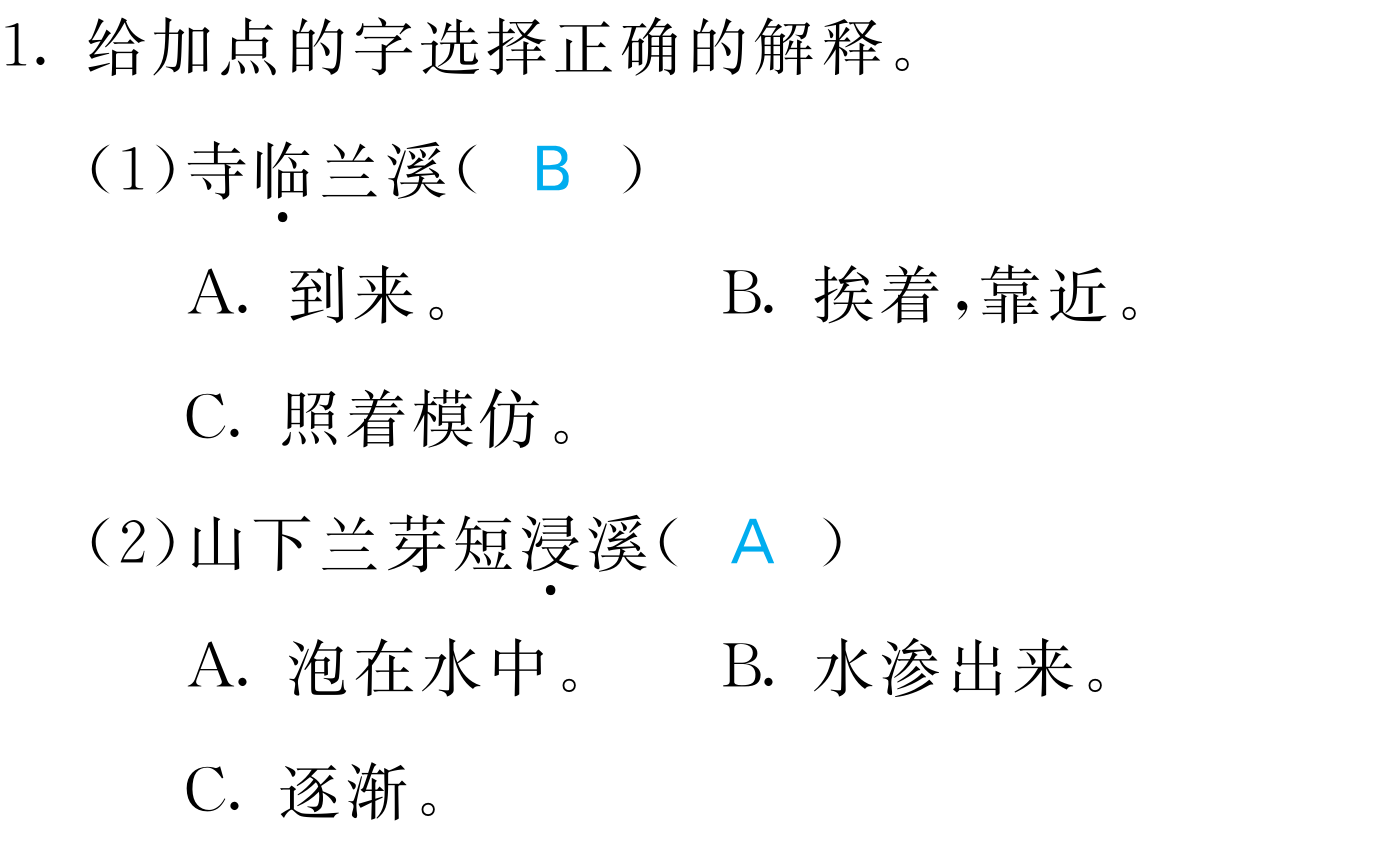 1. 给加点的字选择正确的解释。
(1)寺临兰溪( B )
A. 到来。 B. 挨着,靠近。
C. 照着模仿。
(2)山下兰芽短浸溪( A )
A. 泡在水中。 B. 水渗出来。
C. 逐渐。